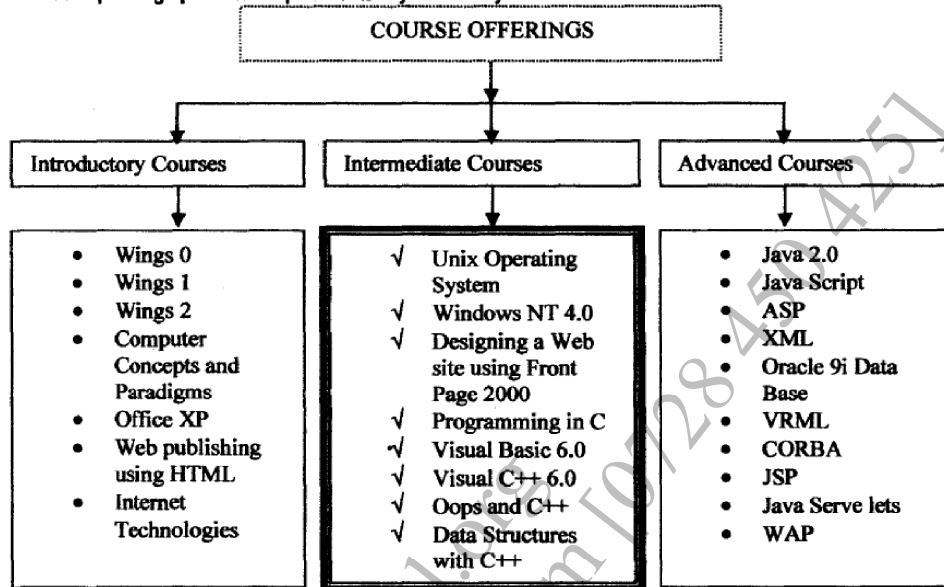 COURSE OFFERINGS
Introductory Courses
Intermediate Courses
Advanced Courses
• Wings 0
• Wings 1
• Wings 2
• Computer
Concepts and
Paradigms
• Office XP
• Web publishing
using HTML
• Internet
Technologies
√ Unix Operating
System
√ Windows NT 4.0
√ Designing a Web
site using Front
Page 2000
√ Programming in C
√ Visual Basic 6.0
√ Visual C++ 6.0
√ Oops and C++
√ Data Structures
with C++
• Java 2.0
• Java Script
• ASP
• XML
• Oracle 9i Data
Base
• VRML
• CORBA
• JSP
• Java Serve lets
• WAP
[0728 450 425]